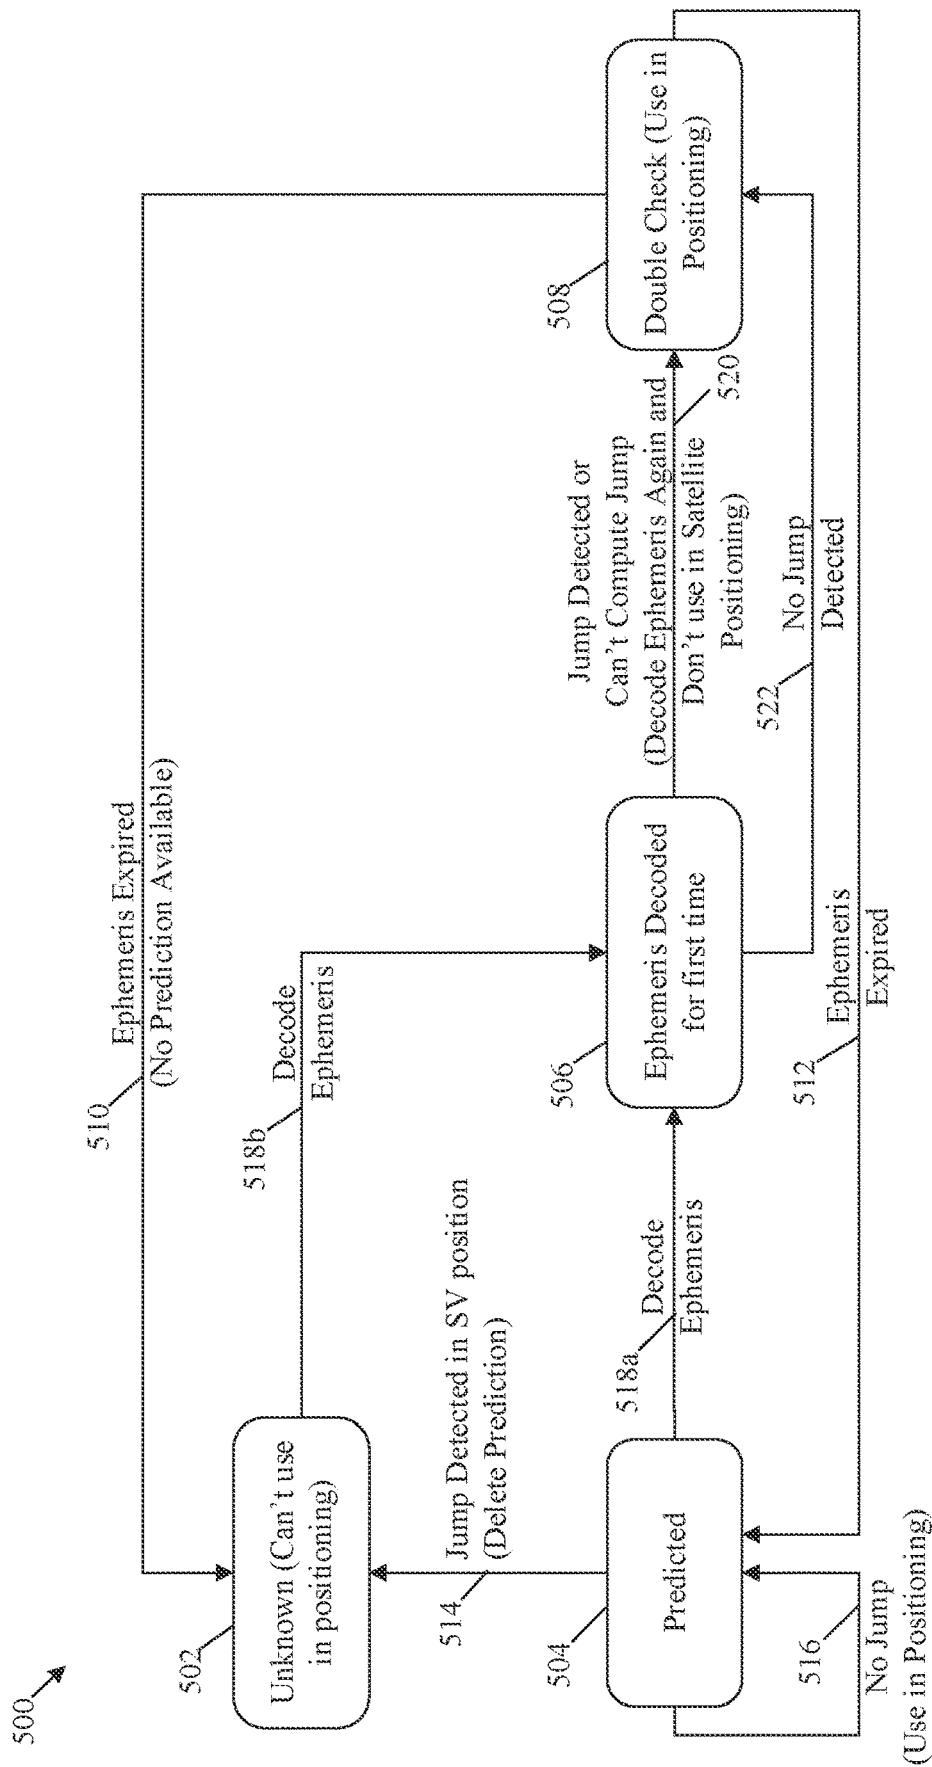 500
510
Ephemeris Expired
(No Prediction Available)
502
Unknown (Can't use
in positioning)
518b
Decode
Ephemeris
514
Jump Detected in SV position
(Delete Prediction)
504
Predicted
518a
Decode
Ephemeris
506
Ephemeris Decoded
for first time
Jump Detected or
Can't Compute Jump
(Decode Ephemeris Again and
Don't use in Satellite
Positioning)
520
508
Double Check (Use in
Positioning)
522
No Jump
Detected
512
Ephemeris
Expired
516
No Jump
(Use in Positioning)